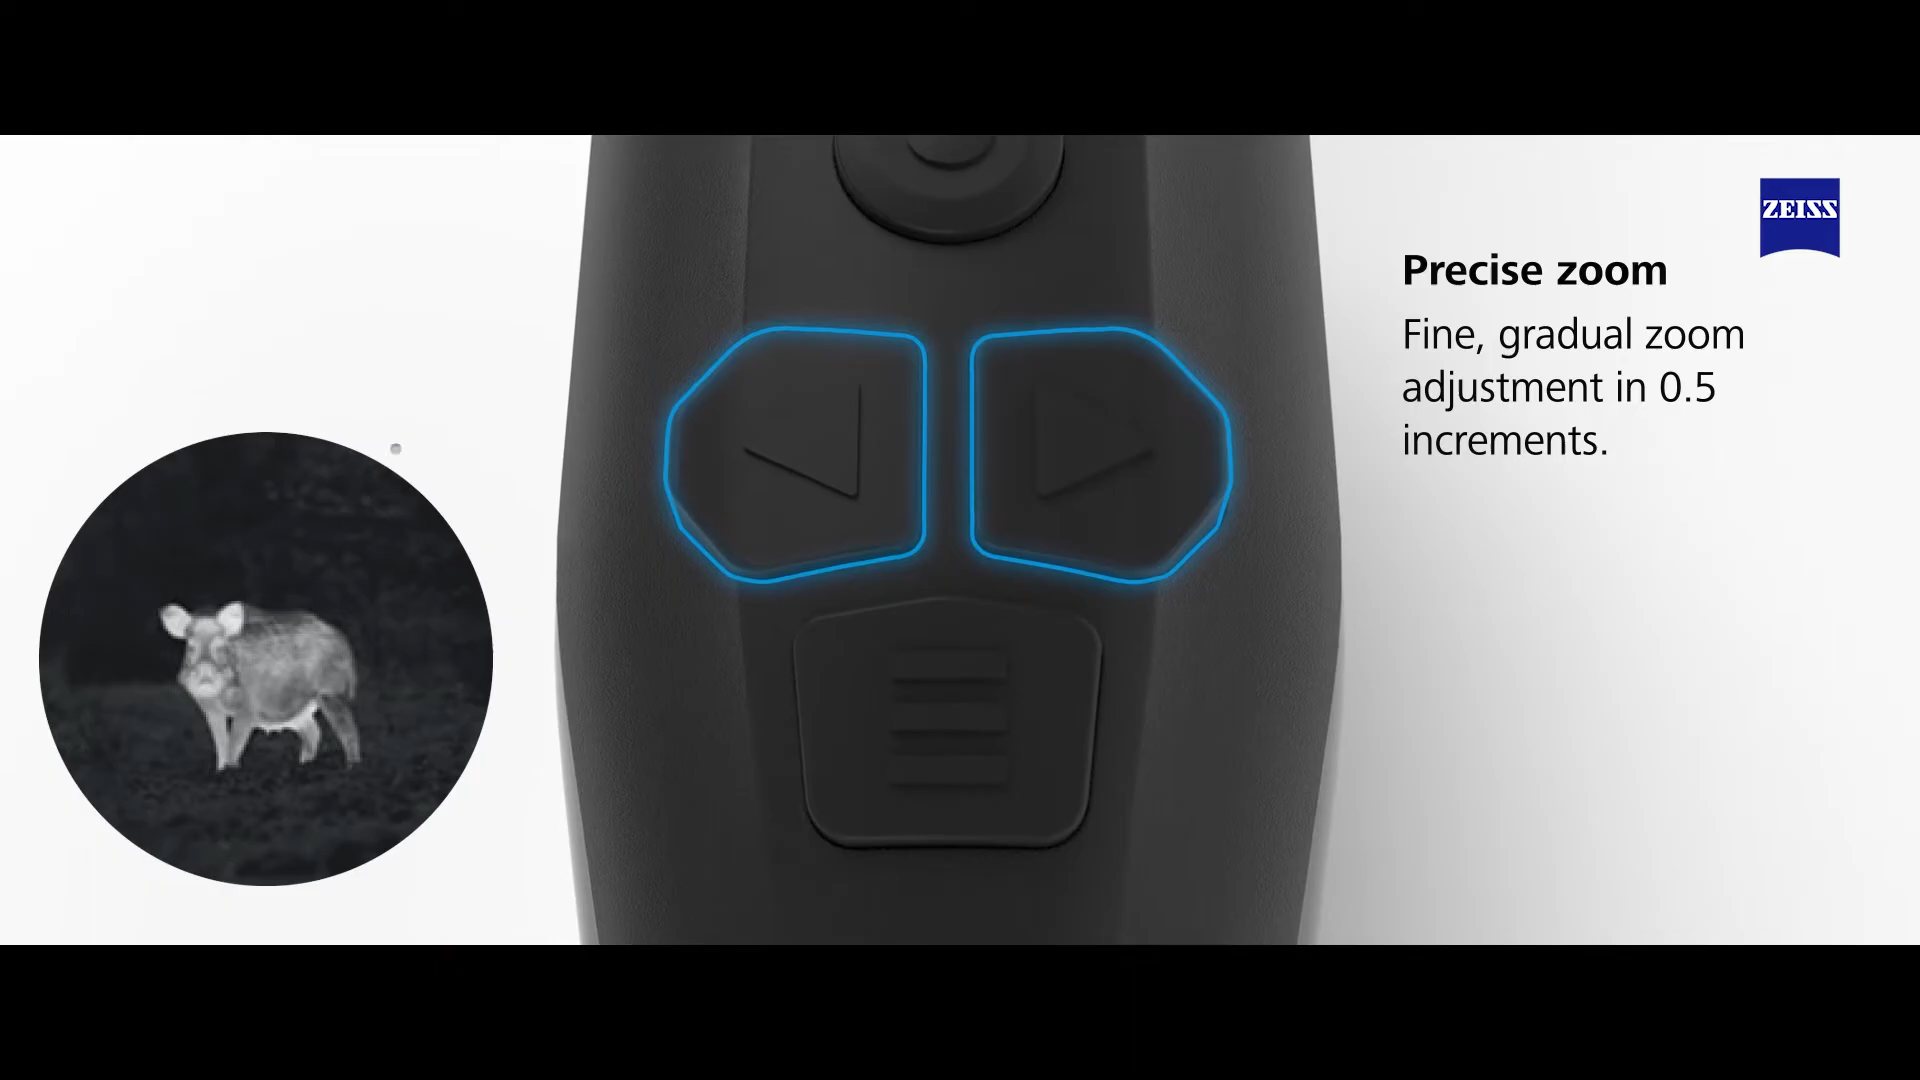 ZEISS
Precise zoom
Fine, gradual zoom
adjustment in 0.5
increments.